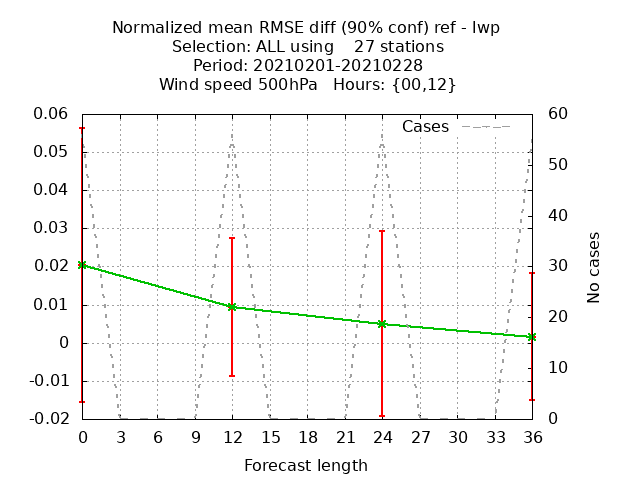 Normalized mean RMSE diff (90% conf) ref - lwp
Selection: ALL using    27 stations
Period: 20210201-20210228
Wind speed 500hPa   Hours: {00,12}
Cases
0.06
0.05
0.04
0.03
0.02
0.01
0
-0.01
-0.02
60
50
40
30
20
10
0
No cases
0 3 6 9 12 15 18 21 24 27 30 33 36
Forecast length